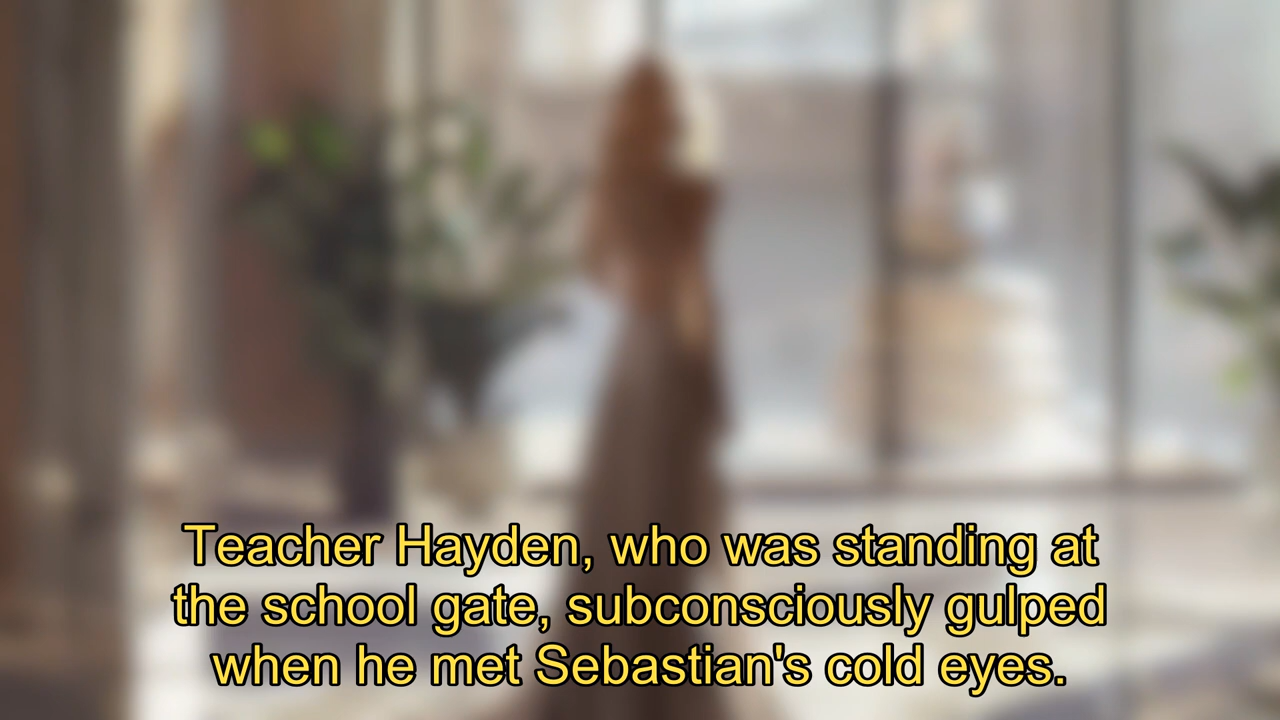 Teacher Hayden, who was standing at
the school gate, subconsciously gulped
when he met Sebastian's cold eyes.